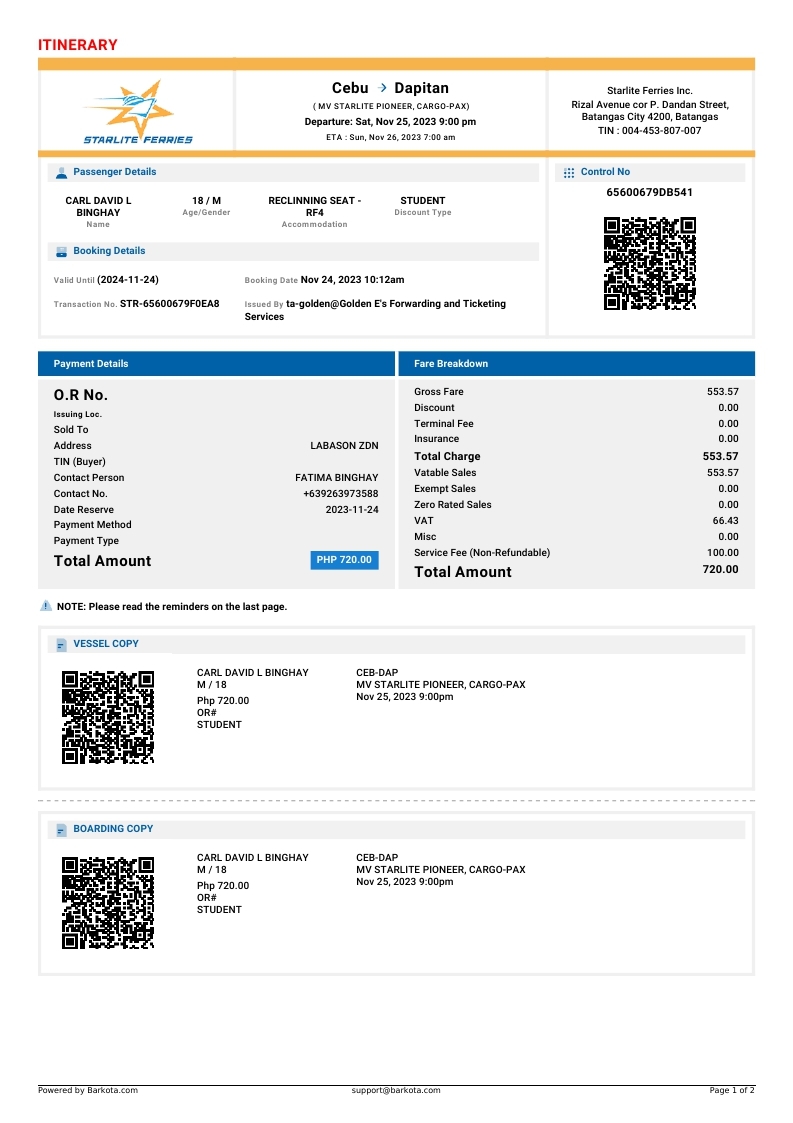 ITINERARY
STARLITE FERRIES
Cebu → Dapitan
( MV STARLITE PIONEER, CARGO-PAX)
Departure: Sat, Nov 25, 2023 9:00 pm
ETA : Sun, Nov 26, 2023 7:00 am
Starlite Ferries Inc.
Rizal Avenue cor P. Dandan Street,
Batangas City 4200, Batangas
TIN : 004-453-807-007
Passenger Details
CARL DAVID L
BINGHAY
Name
18 / M
Age/Gender
RECLINNING SEAT -
RF4
Accommodation
STUDENT
Discount Type
Control No
65600679DB541
Booking Details
Valid Until (2024-11-24)
Booking Date Nov 24, 2023 10:12am
Transaction No. STR-65600679F0EA8
Issued By ta-golden@Golden E's Forwarding and Ticketing
Services
Payment Details
O.R No.
Issuing Loc.
Sold To
Address LABASON ZDN
TIN (Buyer)
Contact Person FATIMA BINGHAY
Contact No. +639263973588
Date Reserve 2023-11-24
Payment Method
Payment Type
Total Amount PHP 720.00
Fare Breakdown
Gross Fare 553.57
Discount 0.00
Terminal Fee 0.00
Insurance 0.00
Total Charge 553.57
Vatable Sales 553.57
Exempt Sales 0.00
Zero Rated Sales 0.00
VAT 66.43
Misc 0.00
Service Fee (Non-Refundable) 100.00
Total Amount 720.00
NOTE: Please read the reminders on the last page.
VESSEL COPY
CARL DAVID L BINGHAY
M / 18
Php 720.00
OR#
STUDENT
CEB-DAP
MV STARLITE PIONEER, CARGO-PAX
Nov 25, 2023 9:00pm
BOARDING COPY
CARL DAVID L BINGHAY
M / 18
Php 720.00
OR#
STUDENT
CEB-DAP
MV STARLITE PIONEER, CARGO-PAX
Nov 25, 2023 9:00pm
Powered by Barkota.com
support@barkota.com
Page 1 of 2